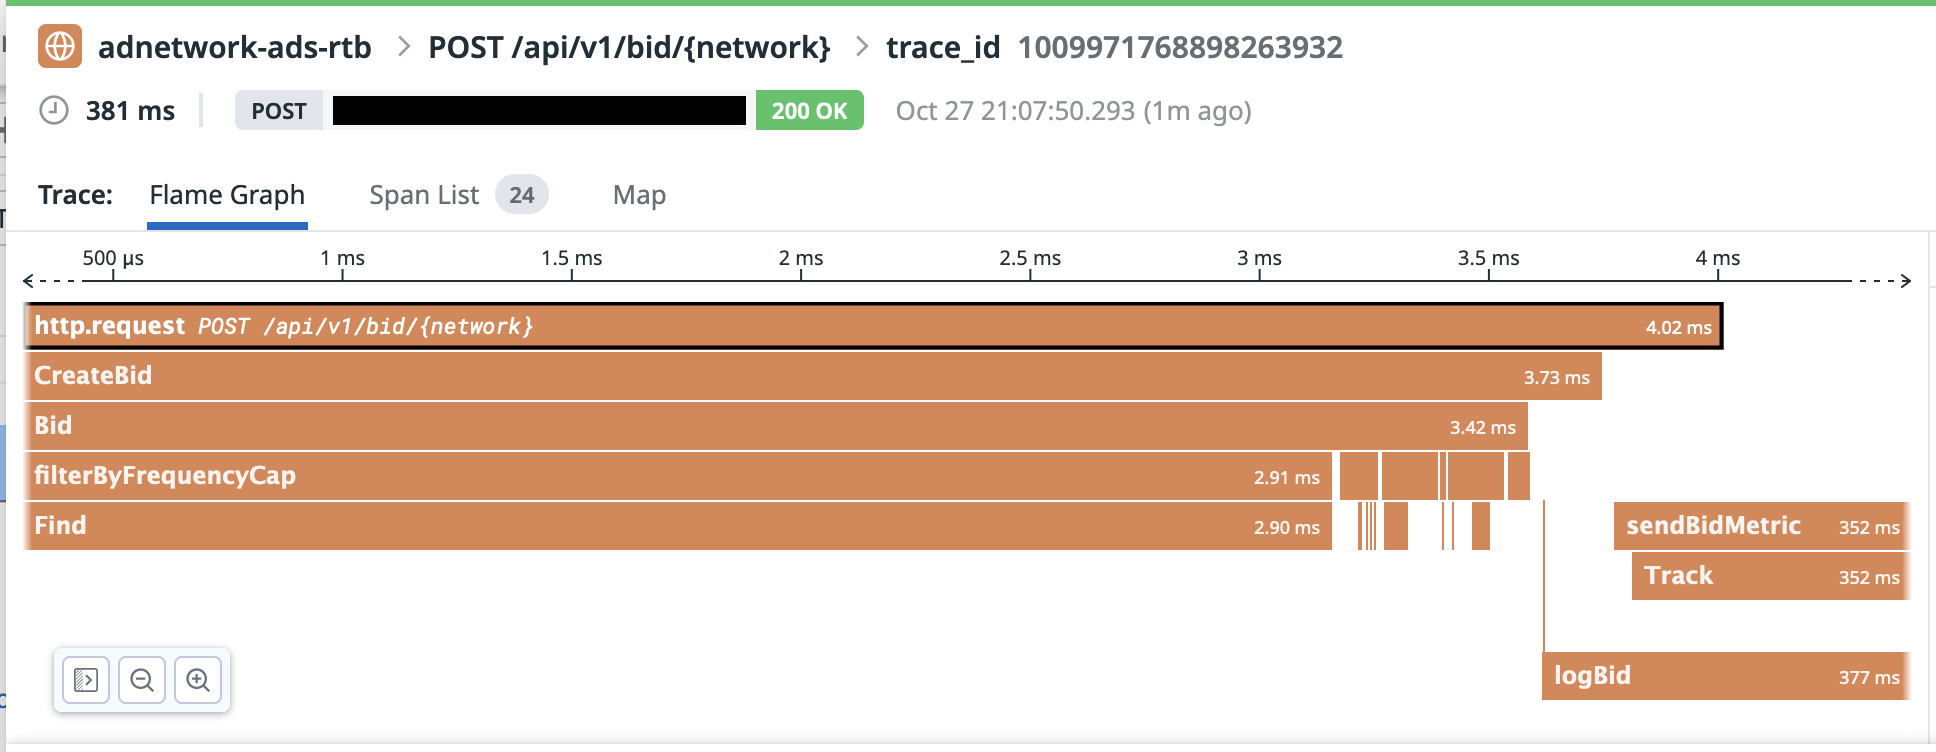 adnetwork-ads-rtb > POST /api/v1/bid/{network} > trace_id 1009971768898263932
381 ms POST 200 OK Oct 27 21:07:50.293 (1m ago)
Trace: Flame Graph Span List 24 Map
500 µs 1 ms 1.5 ms 2 ms 2.5 ms 3 ms 3.5 ms 4 ms
http.request POST /api/v1/bid/{network} 4.02 ms
CreateBid 3.73 ms
Bid 3.42 ms
filterByFrequencyCap 2.91 ms
Find 2.90 ms sendBidMetric 352 ms
Track 352 ms
logBid 377 ms